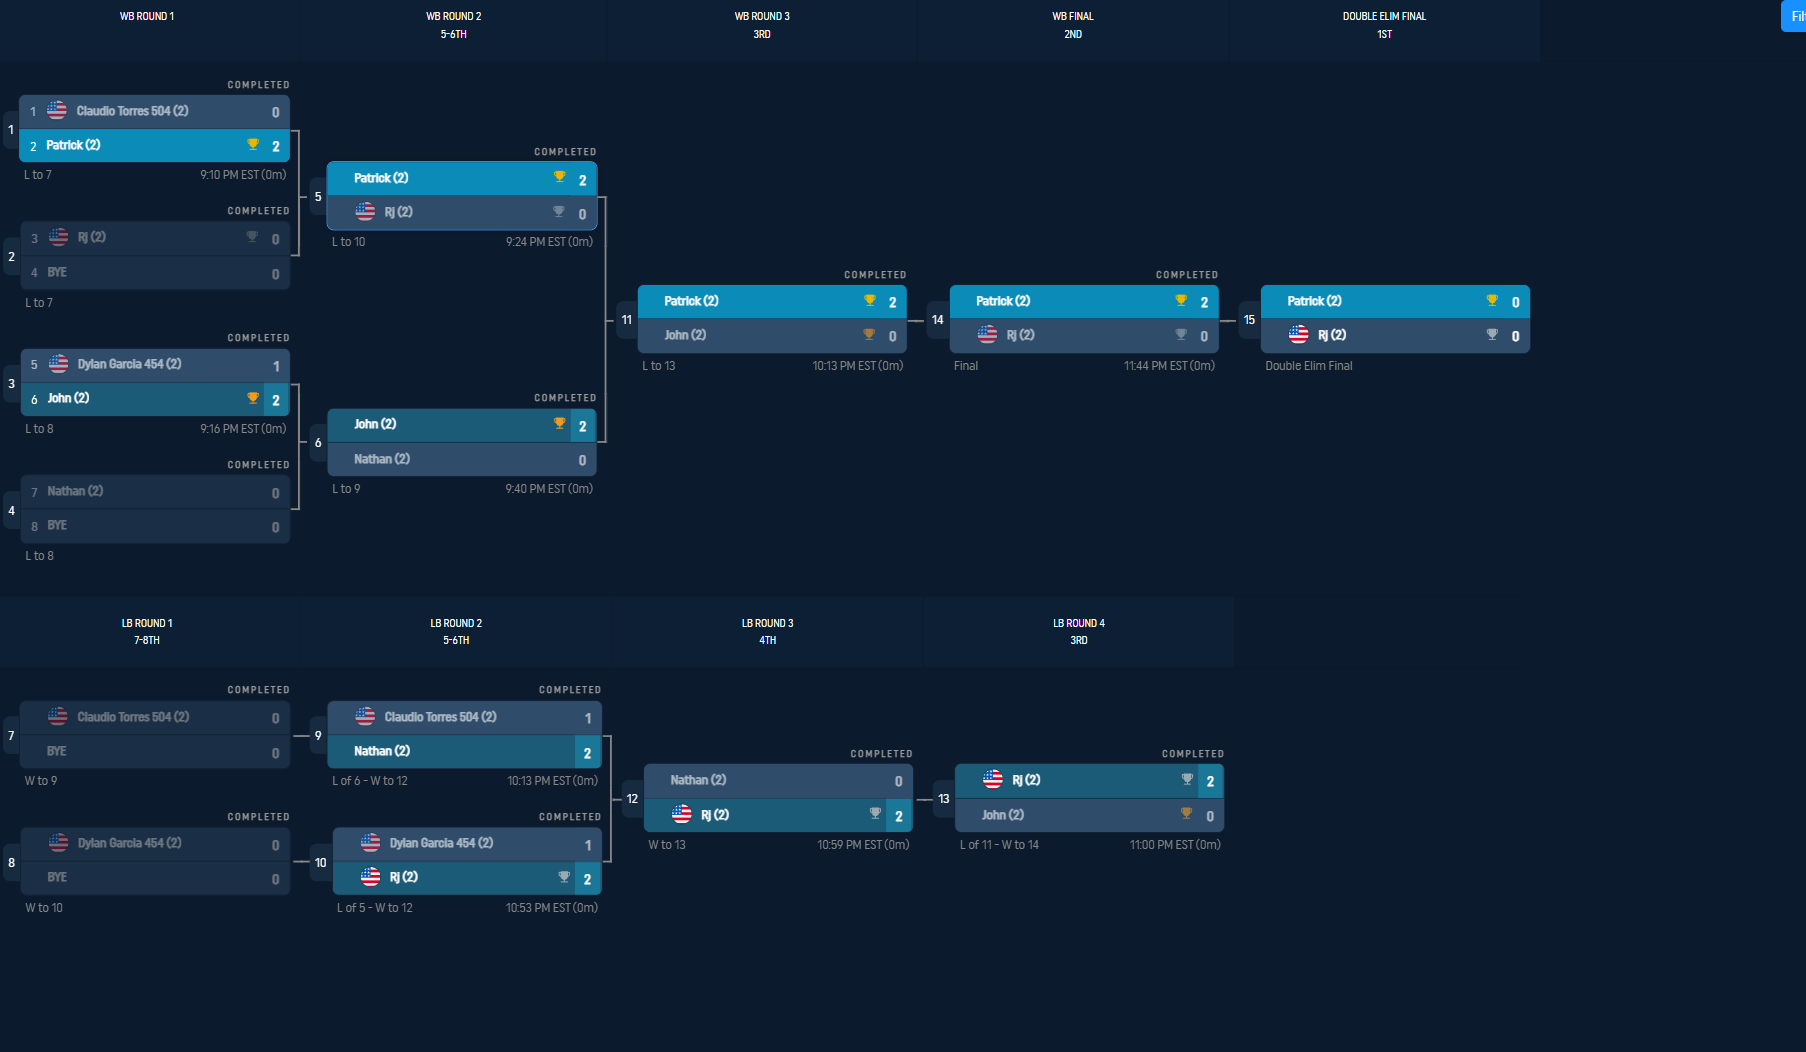 WB ROUND 1
WB ROUND 2
5-6TH
WB ROUND 3
3RD
WB FINAL
2ND
DOUBLE ELIM FINAL
1ST
COMPLETED
1
1 Claudio Torres 504 (2) 0
2 Patrick (2) 2
L to 7 9:10 PM EST (0m)
COMPLETED
2
3 Rj (2) 0
4 BYE 0
L to 7
COMPLETED
3
5 Dylan Garcia 454 (2) 1
6 John (2) 2
L to 8 9:16 PM EST (0m)
COMPLETED
4
7 Nathan (2) 0
8 BYE 0
L to 8
COMPLETED
5
Patrick (2) 2
Rj (2) 0
L to 10 9:24 PM EST (0m)
COMPLETED
6
John (2) 2
Nathan (2) 0
L to 9 9:40 PM EST (0m)
COMPLETED
11
Patrick (2) 2
John (2) 0
L to 13 10:13 PM EST (0m)
COMPLETED
14
Patrick (2) 2
Rj (2) 0
Final 11:44 PM EST (0m)
15
Patrick (2) 0
Rj (2) 0
Double Elim Final
LB ROUND 1
7-8TH
LB ROUND 2
5-6TH
LB ROUND 3
4TH
LB ROUND 4
3RD
COMPLETED
7
Claudio Torres 504 (2) 0
BYE 0
W to 9
COMPLETED
8
Dylan Garcia 454 (2) 0
BYE 0
W to 10
COMPLETED
9
Claudio Torres 504 (2) 1
Nathan (2) 2
L of 6 - W to 12 10:13 PM EST (0m)
COMPLETED
10
Dylan Garcia 454 (2) 1
Rj (2) 2
L of 5 - W to 12 10:53 PM EST (0m)
COMPLETED
12
Nathan (2) 0
Rj (2) 2
W to 13 10:59 PM EST (0m)
COMPLETED
13
Rj (2) 2
John (2) 0
L of 11 - W to 14 11:00 PM EST (0m)